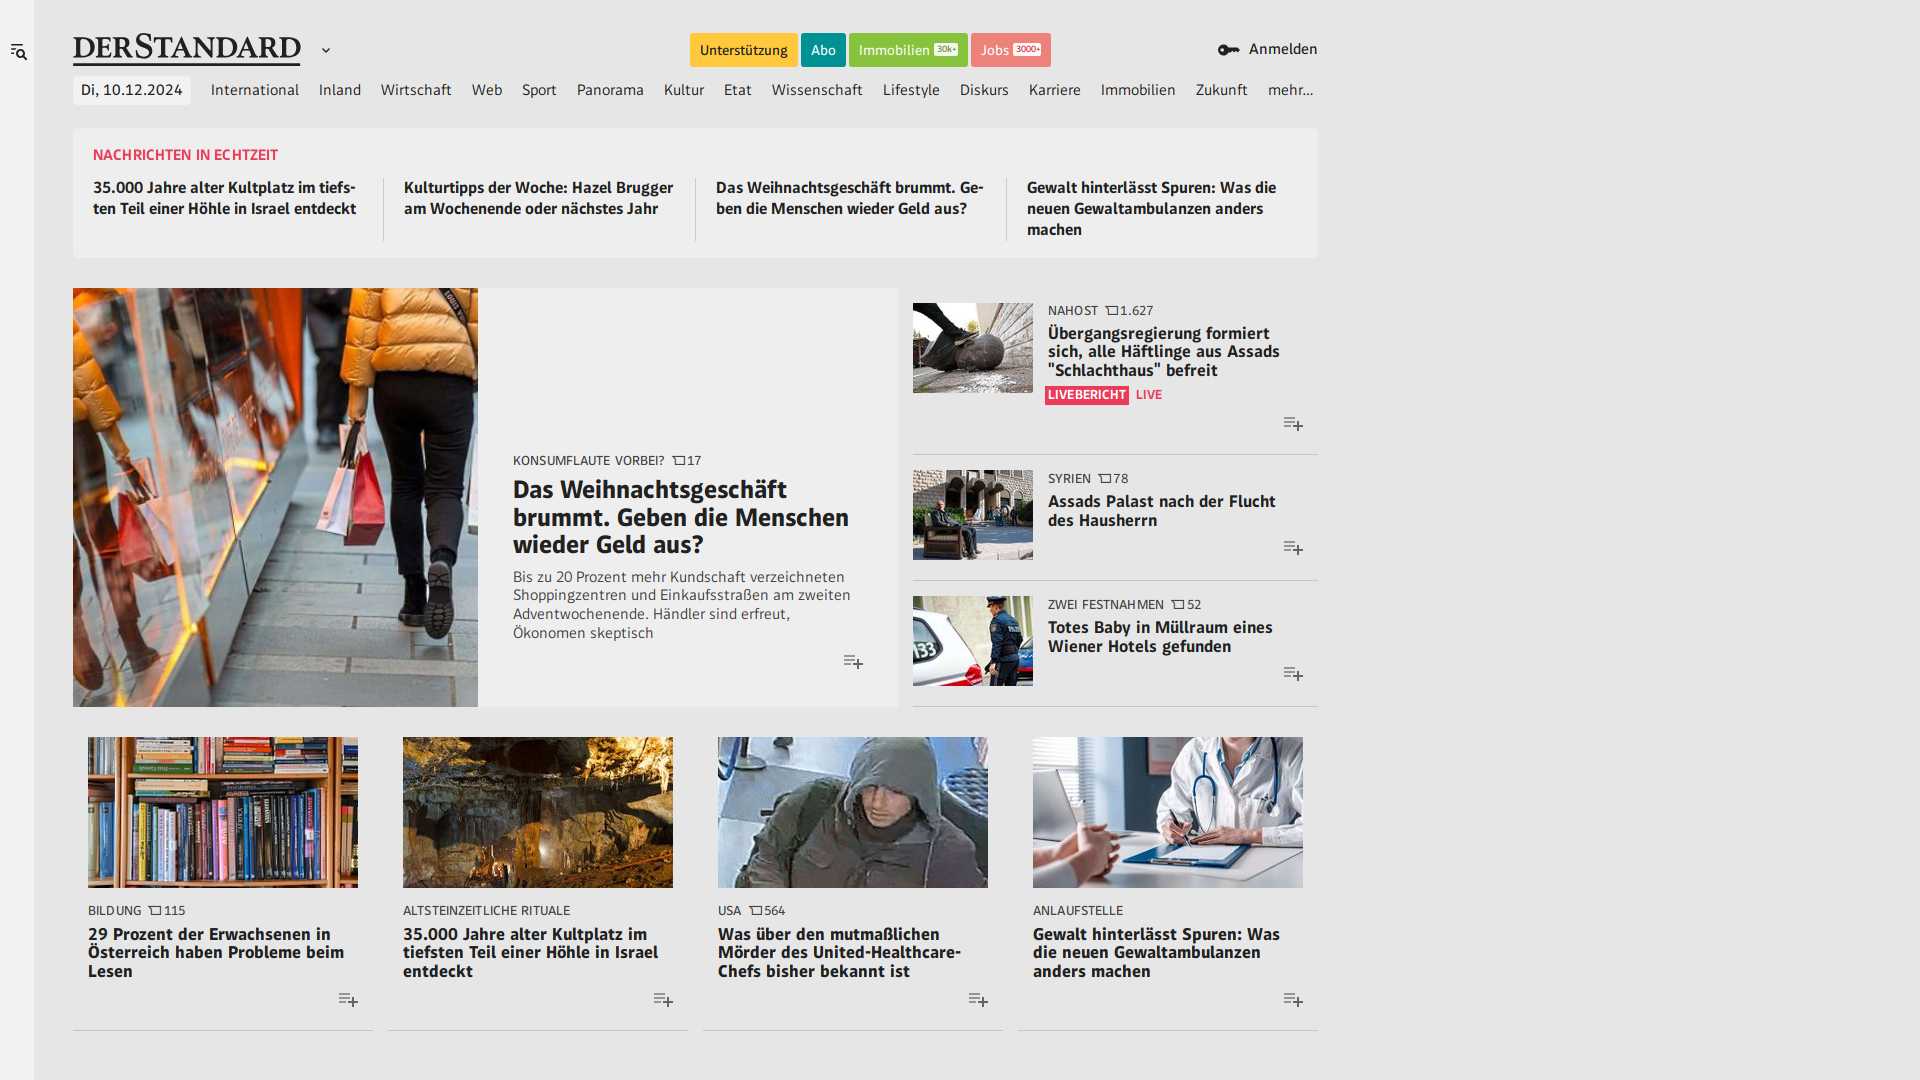 DERSTANDARD
Unterstützung
Abo
Immobilien 30k+
Jobs 3000+
Anmelden
Di, 10.12.2024
International
Inland
Wirtschaft
Web
Sport
Panorama
Kultur
Etat
Wissenschaft
Lifestyle
Diskurs
Karriere
Immobilien
Zukunft
mehr...
NACHRICHTEN IN ECHTZEIT
35.000 Jahre alter Kultplatz im tiefs-
ten Teil einer Höhle in Israel entdeckt
Kulturtipps der Woche: Hazel Brugger
am Wochenende oder nächstes Jahr
Das Weihnachtsgeschäft brummt. Ge-
ben die Menschen wieder Geld aus?
Gewalt hinterlässt Spuren: Was die
neuen Gewaltambulanzen anders
machen
KONSUMFLAUTE VORBEI? 17
Das Weihnachtsgeschäft
brummt. Geben die Menschen
wieder Geld aus?
Bis zu 20 Prozent mehr Kundschaft verzeichneten
Shoppingzentren und Einkaufsstraßen am zweiten
Adventwochenende. Händler sind erfreut,
Ökonomen skeptisch
NAHOST 1.627
Übergangsregierung formiert
sich, alle Häftlinge aus Assads
"Schlachthaus" befreit
LIVEBERICHT LIVE
SYRIEN 78
Assads Palast nach der Flucht
des Hausherrn
133
ZWEI FESTNAHMEN 52
Totes Baby in Müllraum eines
Wiener Hotels gefunden
BILDUNG 115
29 Prozent der Erwachsenen in
Österreich haben Probleme beim
Lesen
ALTSTEINZEITLICHE RITUALE
35.000 Jahre alter Kultplatz im
tiefsten Teil einer Höhle in Israel
entdeckt
USA 564
Was über den mutmaßlichen
Mörder des United-Healthcare-
Chefs bisher bekannt ist
ANLAUFSTELLE
Gewalt hinterlässt Spuren: Was
die neuen Gewaltambulanzen
anders machen